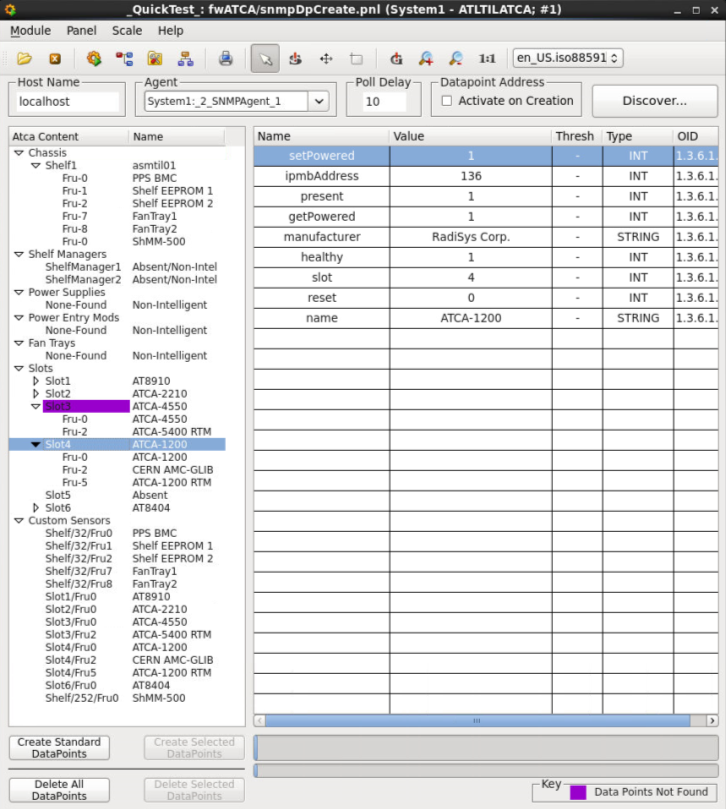 _QuickTest_: fwATCA/snmpDpCreate.pnl (System1 - ATLTILATCA; #1)
Module Panel Scale Help
1:1 en_US.iso88591
Host Name Agent Poll Delay Datapoint Address
localhost System1:_2_SNMPAgent_1 10 Activate on Creation Discover...
Atca Content Name
Chassis
Shelf1 asmtil01
Fru-0 PPS BMC
Fru-1 Shelf EEPROM 1
Fru-2 Shelf EEPROM 2
Fru-7 FanTray1
Fru-8 FanTray2
Fru-0 ShMM-500
Shelf Managers
ShelfManager1 Absent/Non-Intel
ShelfManager2 Absent/Non-Intel
Power Supplies
None-Found Non-Intelligent
Power Entry Mods
None-Found Non-Intelligent
Fan Trays
None-Found Non-Intelligent
Slots
Slot1 AT8910
Slot2 ATCA-2210
Slot3 ATCA-4550
Fru-0 ATCA-4550
Fru-2 ATCA-5400 RTM
Slot4 ATCA-1200
Fru-0 ATCA-1200
Fru-2 CERN AMC-GLIB
Fru-5 ATCA-1200 RTM
Slot5 Absent
Slot6 AT8404
Custom Sensors
Shelf/32/Fru0 PPS BMC
Shelf/32/Fru1 Shelf EEPROM 1
Shelf/32/Fru2 Shelf EEPROM 2
Shelf/32/Fru7 FanTray1
Shelf/32/Fru8 FanTray2
Slot1/Fru0 AT8910
Slot2/Fru0 ATCA-2210
Slot3/Fru0 ATCA-4550
Slot3/Fru2 ATCA-5400 RTM
Slot4/Fru0 ATCA-1200
Slot4/Fru2 CERN AMC-GLIB
Slot4/Fru5 ATCA-1200 RTM
Slot6/Fru0 AT8404
Shelf/252/Fru0 ShMM-500
Name Value Thresh Type OID
setPowered 1 - INT 1.3.6.1.
ipmbAddress 136 - INT 1.3.6.1.
present 1 - INT 1.3.6.1.
getPowered 1 - INT 1.3.6.1.
manufacturer RadiSys Corp. - STRING 1.3.6.1.
healthy 1 - INT 1.3.6.1.
slot 4 - INT 1.3.6.1.
reset 0 - INT 1.3.6.1.
name ATCA-1200 - STRING 1.3.6.1.
Create Standard
DataPoints
Create Selected
DataPoints
Delete All
DataPoints
Delete Selected
DataPoints
Key
Data Points Not Found